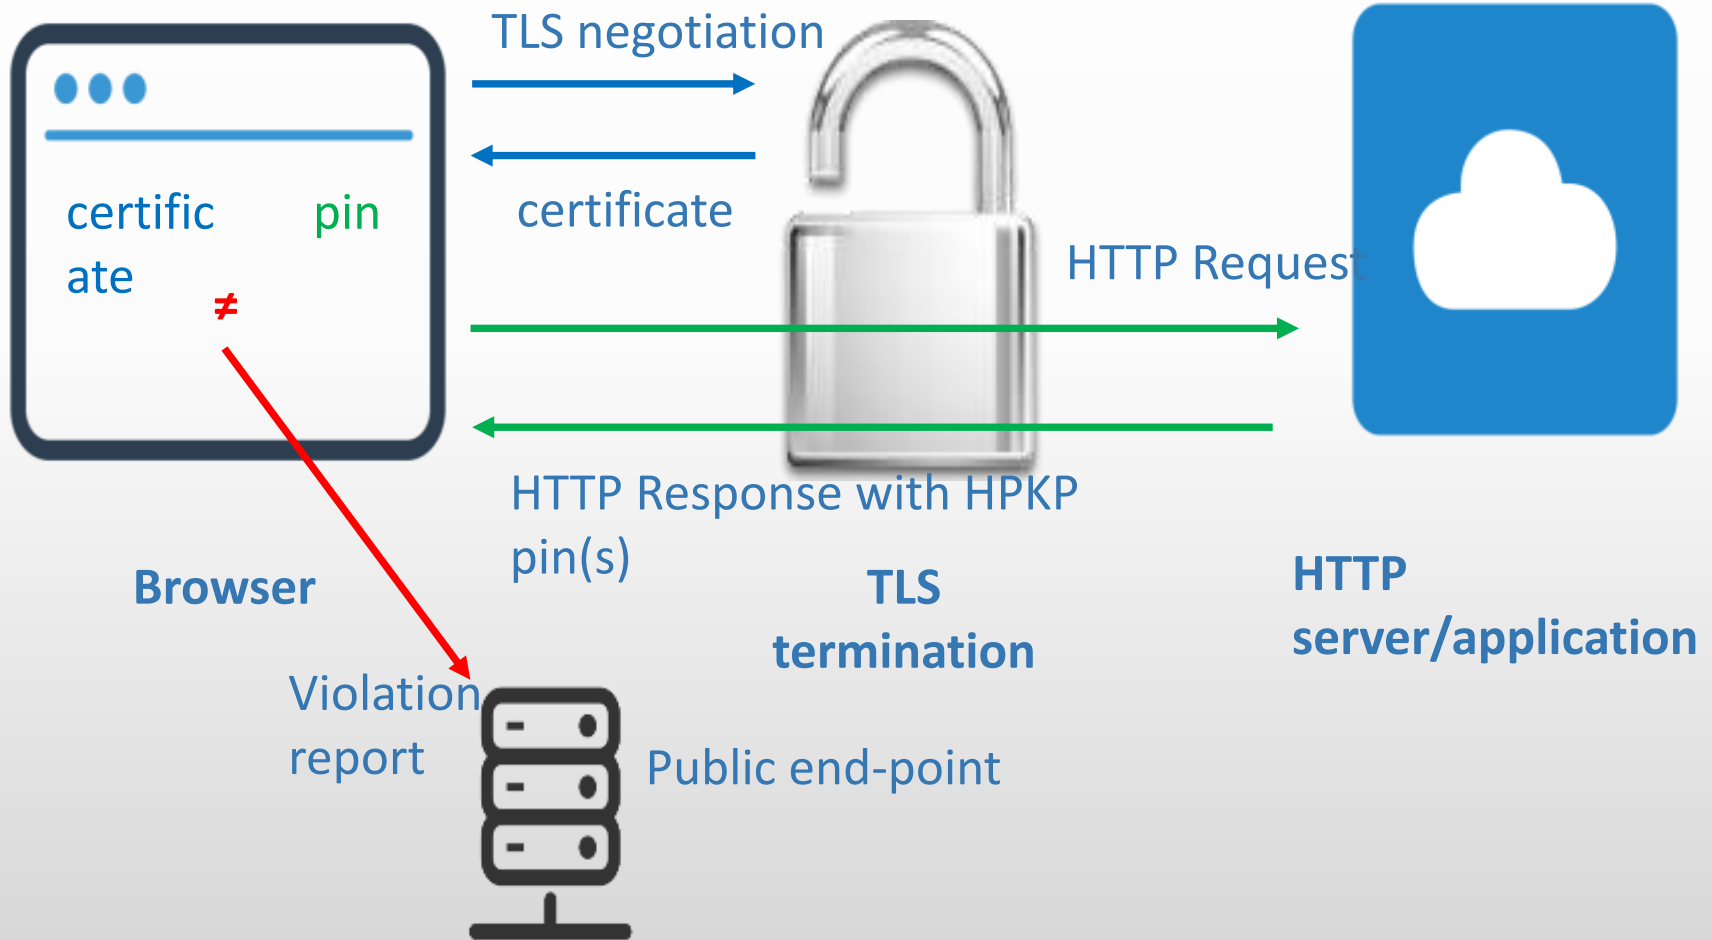 TLS negotiation
certific
ate
pin
≠
certificate
HTTP Request
HTTP Response with HPKP
pin(s)
Browser
TLS
termination
HTTP
server/application
Violation
report
Public end-point